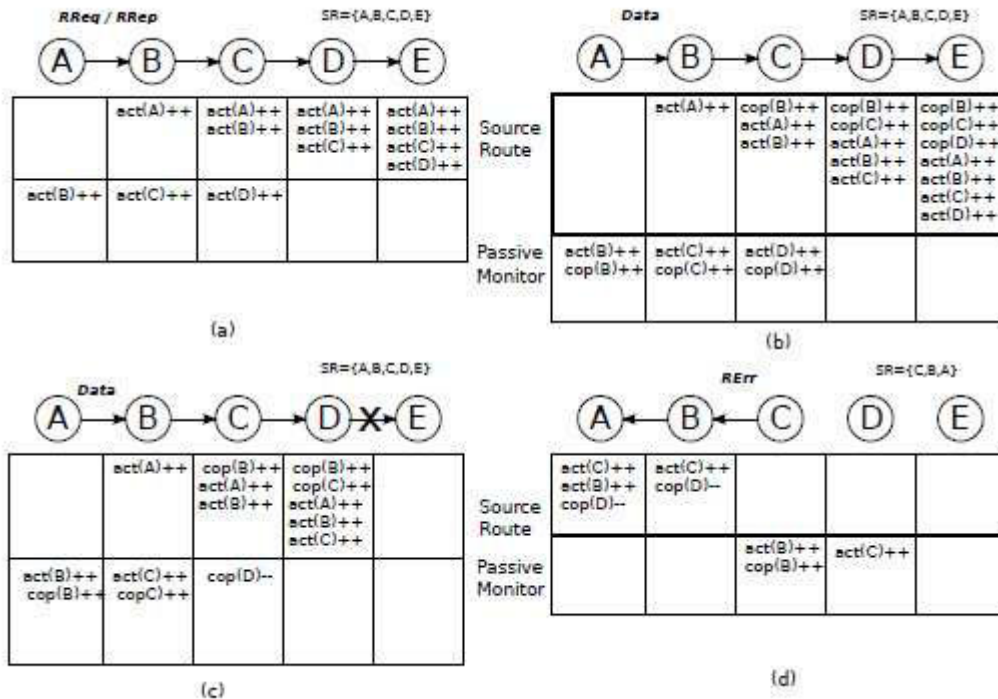 RReq / RRep
SR={A,B,C,D,E}
A B C D E
act(A)++ act(A)++ act(A)++ act(A)++
act(B)++ act(B)++ act(B)++
act(C)++ act(C)++
act(D)++
act(B)++ act(C)++ act(D)++
(a)
Source
Route
Passive
Monitor
Data
SR={A,B,C,D,E}
A B C D E
act(A)++ cop(B)++ cop(B)++ cop(B)++
act(A)++ cop(C)++ cop(C)++
act(B)++ act(A)++ cop(D)++
act(B)++ act(A)++
act(C)++ act(B)++
act(C)++
act(D)++
act(B)++ act(C)++ act(D)++
cop(B)++ cop(C)++ cop(D)++
(b)
SR={A,B,C,D,E}
Data
A B C D X E
act(A)++ cop(B)++ cop(B)++
act(A)++ cop(C)++
act(B)++ act(A)++
act(B)++
act(C)++
act(B)++ act(C)++ cop(D)--
cop(B)++ copC)++
(c)
Source
Route
Passive
Monitor
RErr
SR={C,B,A}
A B C D E
act(C)++ act(C)++
act(B)++ cop(D)--
cop(D)--
act(B)++ act(C)++
cop(B)++
(d)